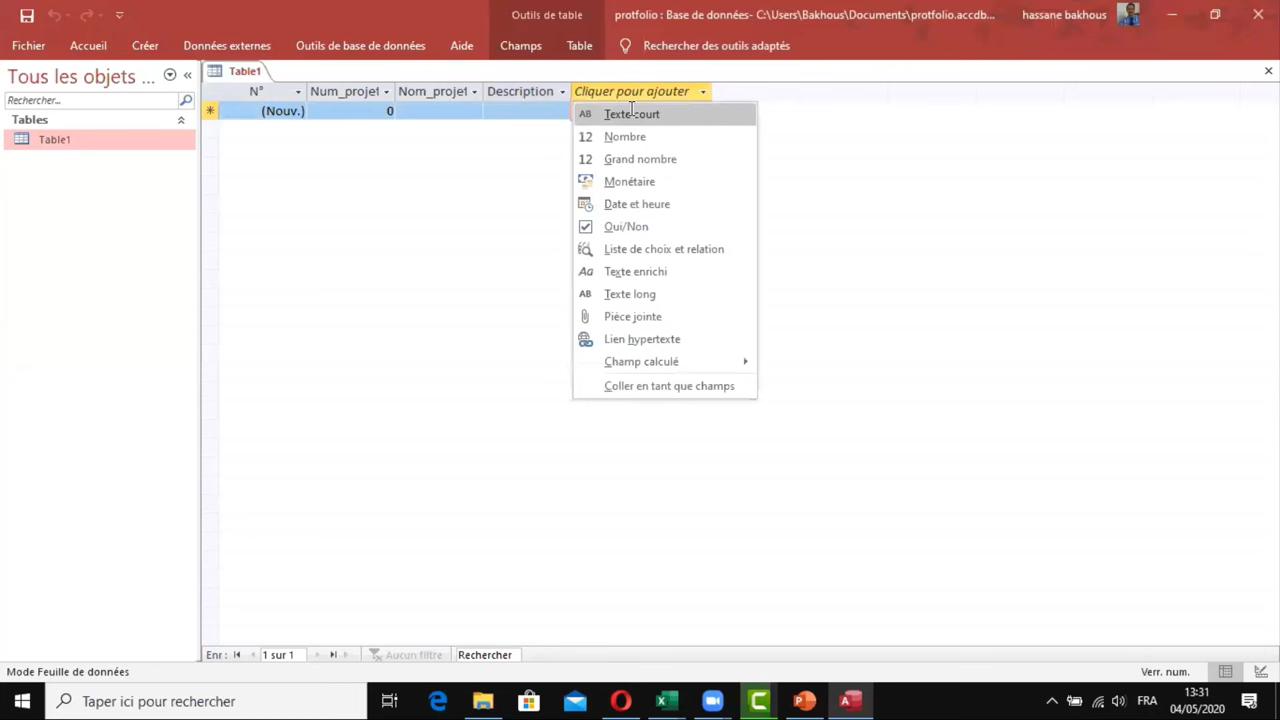 Outils de table
protfolio : Base de données- C:\Users\Bakhous\Documents\protfolio.accdb...
hassane bakhous
Fichier
Accueil
Créer
Données externes
Outils de base de données
Aide
Champs
Table
Rechercher des outils adaptés
Tous les objets ...
Rechercher...
Tables
Table1
Table1
N°
Num_projet
Nom_projet
Description
Cliquer pour ajouter
(Nouv.)
0
Texte court
12 Nombre
12 Grand nombre
Monétaire
Date et heure
Oui/Non
Liste de choix et relation
Aa Texte enrichi
AB Texte long
Pièce jointe
Lien hypertexte
Champ calculé
Coller en tant que champs
Enr :
1 sur 1
Aucun filtre
Rechercher
Mode Feuille de données
Verr. num.
Taper ici pour rechercher
FRA
13:31
04/05/2020